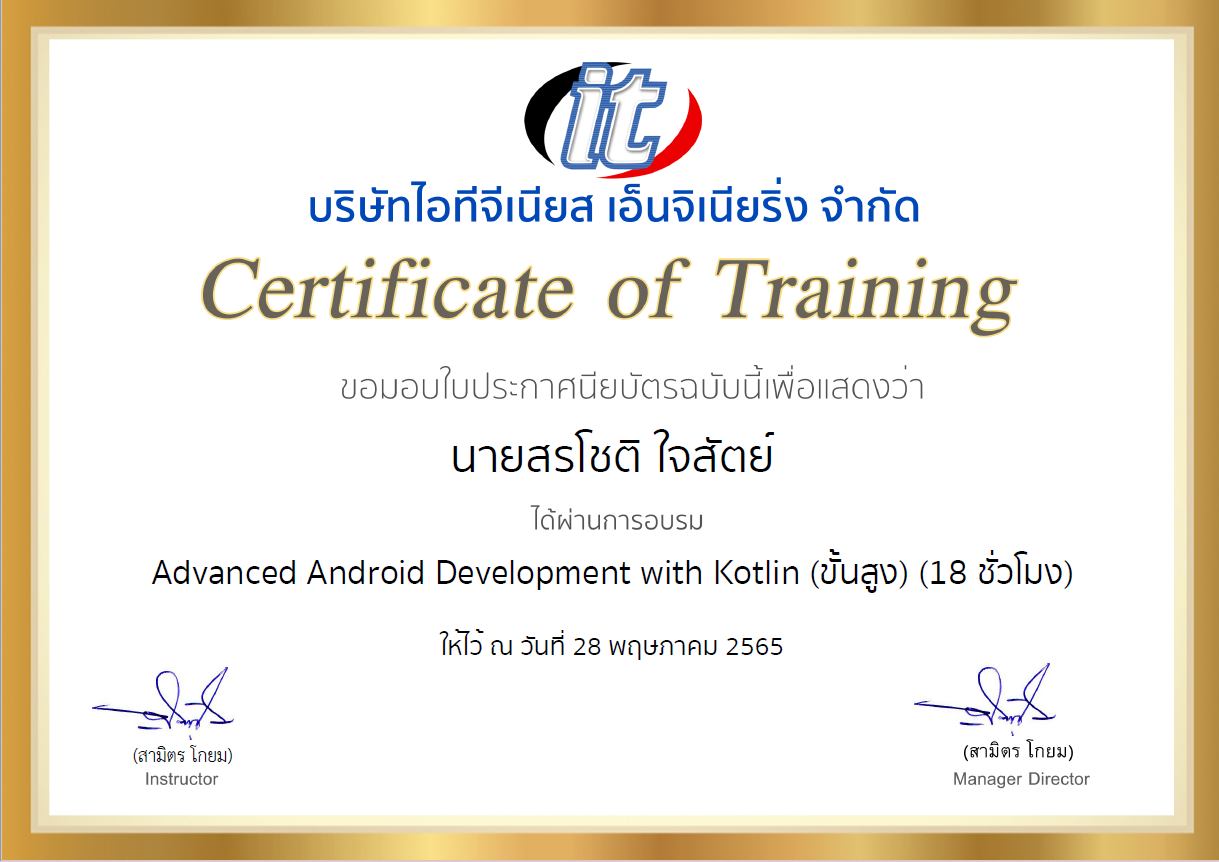 it
บริษัทไอทีจีเนียส เอ็นจิเนียริ่ง จำกัด
Certificate of Training
ขอมอบใบประกาศนียบัตรฉบับนี้เพื่อแสดงว่า
นายสรโชติ ใจสัตย์
ได้ผ่านการอบรม
Advanced Android Development with Kotlin (ขั้นสูง) (18 ชั่วโมง)
ให้ไว้ ณ วันที่ 28 พฤษภาคม 2565
(สามิตร โกยม)
Instructor
(สามิตร โกยม)
Manager Director